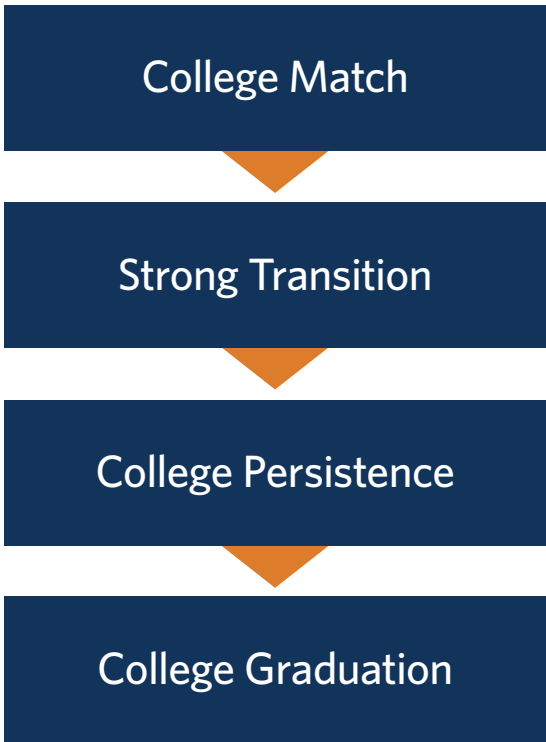 College Match
Strong Transition
College Persistence
College Graduation